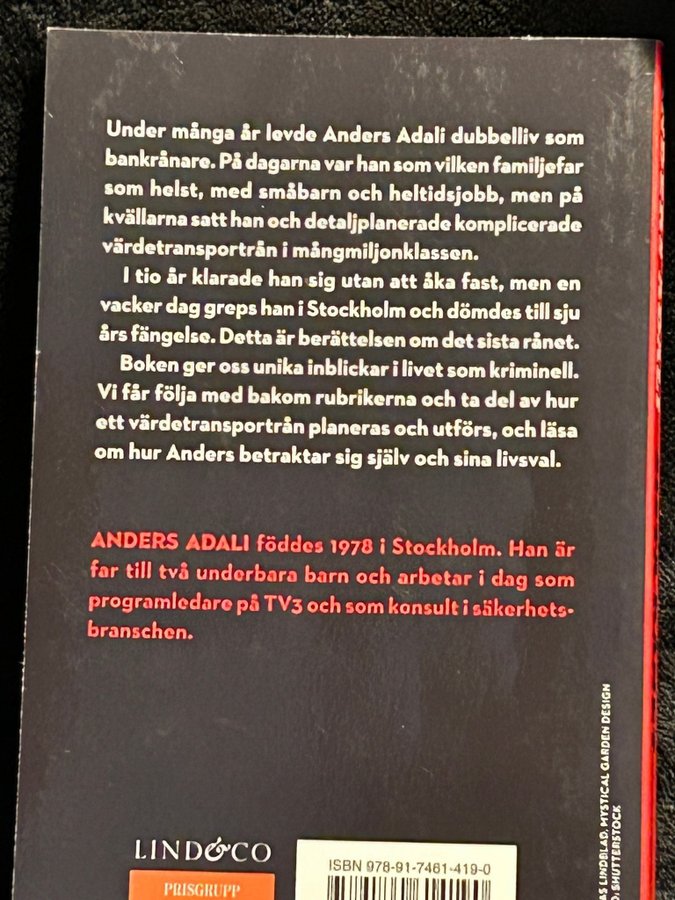 Under många år levde Anders Adali dubbelliv som
bankrånare. På dagarna var han som vilken familjefar
som helst, med småbarn och heltidsjobb, men på
kvällarna satt han och detaljplanerade komplicerade
värdetransportrån i mångmiljonklassen.
I tio år klarade han sig utan att åka fast, men en
vacker dag greps han i Stockholm och dömdes till sju
års fängelse. Detta är berättelsen om det sista rånet.
Boken ger oss unika inblickar i livet som kriminell.
Vi får följa med bakom rubrikerna och ta del av hur
ett värdetransportrån planeras och utförs, och läsa
om hur Anders betraktar sig själv och sina livsval.
ANDERS ADALI föddes 1978 i Stockholm. Han är
far till två underbara barn och arbetar i dag som
programledare på TV3 och som konsult i säkerhets-
branschen.
LIND&CO
PRISGRUPP
ISBN 978-91-7461-419-0
LINDBLAD, MYSTICAL GARDEN DESIGN
SHUTTERSTOCK